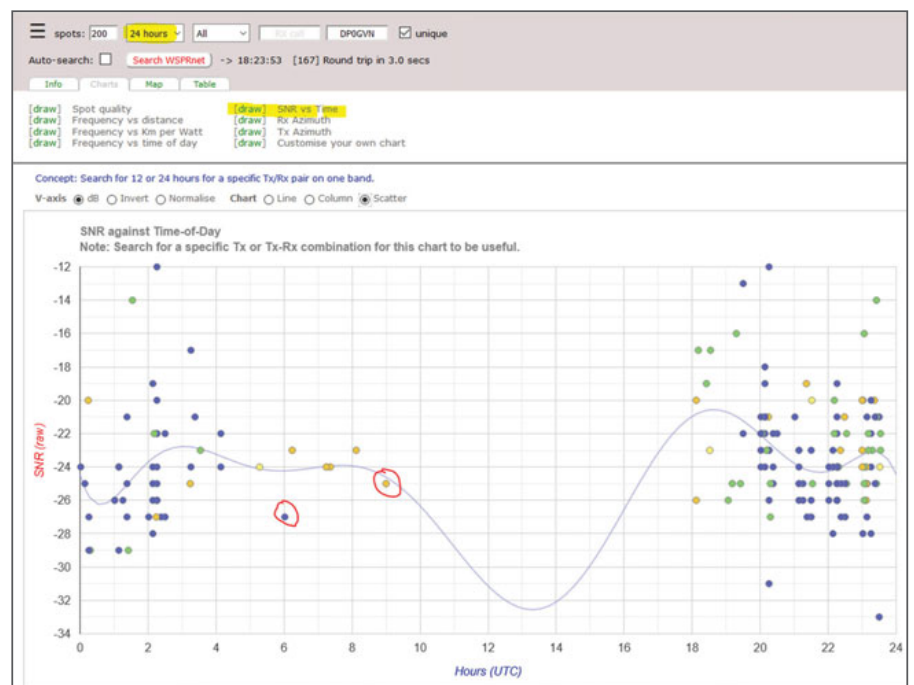 ☰ spots: 200 24 hours All Rx call DP0GVN ☑ unique
Auto-search: ☐ Search WSPRnet -> 18:23:53 [167] Round trip in 3.0 secs
Info Charts Map Table
[draw] Spot quality [draw] SNR vs Time
[draw] Frequency vs distance [draw] Rx Azimuth
[draw] Frequency vs Km per Watt [draw] Tx Azimuth
[draw] Frequency vs time of day [draw] Customise your own chart
Concept: Search for 12 or 24 hours for a specific Tx/Rx pair on one band.
V-axis dB Invert Normalise Chart Line Column Scatter
SNR against Time-of-Day
Note: Search for a specific Tx or Tx-Rx combination for this chart to be useful.
-12
-14
-16
-18
-20
-22
-24
-26
-28
-30
-32
-34
SNR (raw)
0 2 4 6 8 10 12 14 16 18 20 22 24
Hours (UTC)